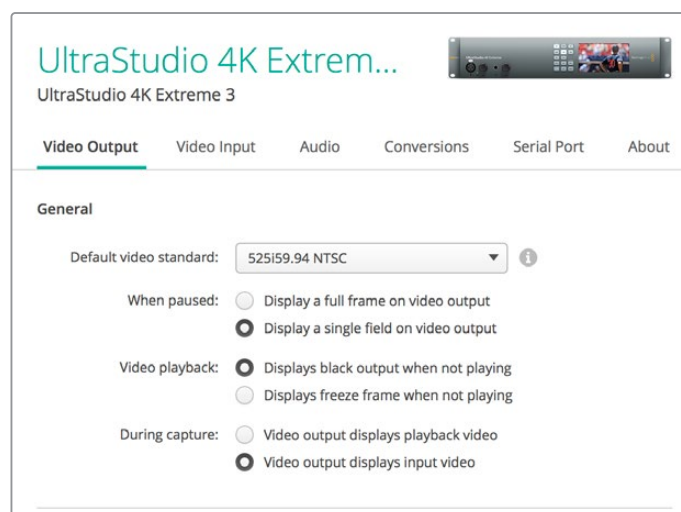 UltraStudio 4K Extrem...
UltraStudio 4K Extreme 3
Video Output Video Input Audio Conversions Serial Port About
General
Default video standard: 525i59.94 NTSC
When paused: Display a full frame on video output
Display a single field on video output
Video playback: Displays black output when not playing
Displays freeze frame when not playing
During capture: Video output displays playback video
Video output displays input video